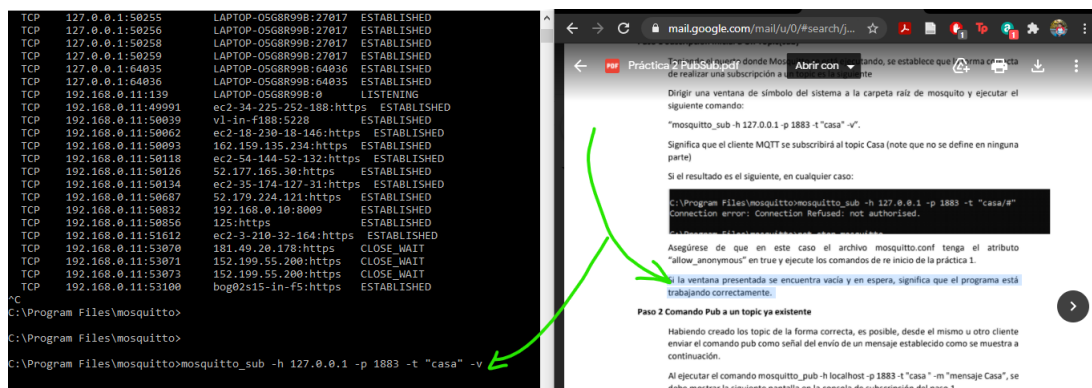 TCP 127.0.0.1:50255 LAPTOP-O5G8R99B:27017 ESTABLISHED
TCP 127.0.0.1:50256 LAPTOP-O5G8R99B:27017 ESTABLISHED
TCP 127.0.0.1:50258 LAPTOP-O5G8R99B:27017 ESTABLISHED
TCP 127.0.0.1:50259 LAPTOP-O5G8R99B:27017 ESTABLISHED
TCP 127.0.0.1:64035 LAPTOP-O5G8R99B:64036 ESTABLISHED
TCP 127.0.0.1:64036 LAPTOP-O5G8R99B:64035 ESTABLISHED
TCP 192.168.0.11:139 LAPTOP-O5G8R99B:0 LISTENING
TCP 192.168.0.11:49991 ec2-34-225-252-188:https ESTABLISHED
TCP 192.168.0.11:50039 vl-in-f188:5228 ESTABLISHED
TCP 192.168.0.11:50062 ec2-18-230-18-146:https ESTABLISHED
TCP 192.168.0.11:50093 162.159.135.234:https ESTABLISHED
TCP 192.168.0.11:50118 ec2-54-144-52-132:https ESTABLISHED
TCP 192.168.0.11:50126 52.177.165.30:https ESTABLISHED
TCP 192.168.0.11:50134 ec2-35-174-127-31:https ESTABLISHED
TCP 192.168.0.11:50687 52.179.224.121:https ESTABLISHED
TCP 192.168.0.11:50832 192.168.0.10:8009 ESTABLISHED
TCP 192.168.0.11:50856 125:https ESTABLISHED
TCP 192.168.0.11:51612 ec2-3-210-32-164:https ESTABLISHED
TCP 192.168.0.11:53070 181.49.20.178:https CLOSE_WAIT
TCP 192.168.0.11:53071 152.199.55.200:https CLOSE_WAIT
TCP 192.168.0.11:53073 152.199.55.200:https CLOSE_WAIT
TCP 192.168.0.11:53100 bog02s15-in-f5:https ESTABLISHED
^C
C:\Program Files\mosquitto>
C:\Program Files\mosquitto>
C:\Program Files\mosquitto>mosquitto_sub -h 127.0.0.1 -p 1883 -t "casa" -v
mail.google.com/mail/u/0/#search/j...
PDF Práctica 2 PubSub.pdf Abrir con
donde Mosq ando, se establece que forma correcta
de realizar una subscripción a un topic es la siguiente
Dirigir una ventana de símbolo del sistema a la carpeta raíz de mosquito y ejecutar el
siguiente comando:
"mosquitto_sub -h 127.0.0.1 -p 1883 -t "casa" -v".
Significa que el cliente MQTT se subscribirá al topic Casa (note que no se define en ninguna
parte)
Si el resultado es el siguiente, en cualquier caso:
C:\Program Files\mosquitto>mosquitto_sub -h 127.0.0.1 -p 1883 -t "casa/#"
Connection error: Connection Refused: not authorised.
Asegúrese de que en este caso el archivo mosquitto.conf tenga el atributo
"allow_anonymous" en true y ejecute los comandos de re inicio de la práctica 1.
Si la ventana presentada se encuentra vacía y en espera, significa que el programa está
trabajando correctamente.
Paso 2 Comando Pub a un topic ya existente
Habiendo creado los topic de la forma correcta, es posible, desde el mismo u otro cliente
enviar el comando pub como señal del envío de un mensaje establecido como se muestra a
continuación.
Al ejecutar el comando mosquitto_pub -h localhost -p 1883 -t "casa " -m "mensaje Casa", se